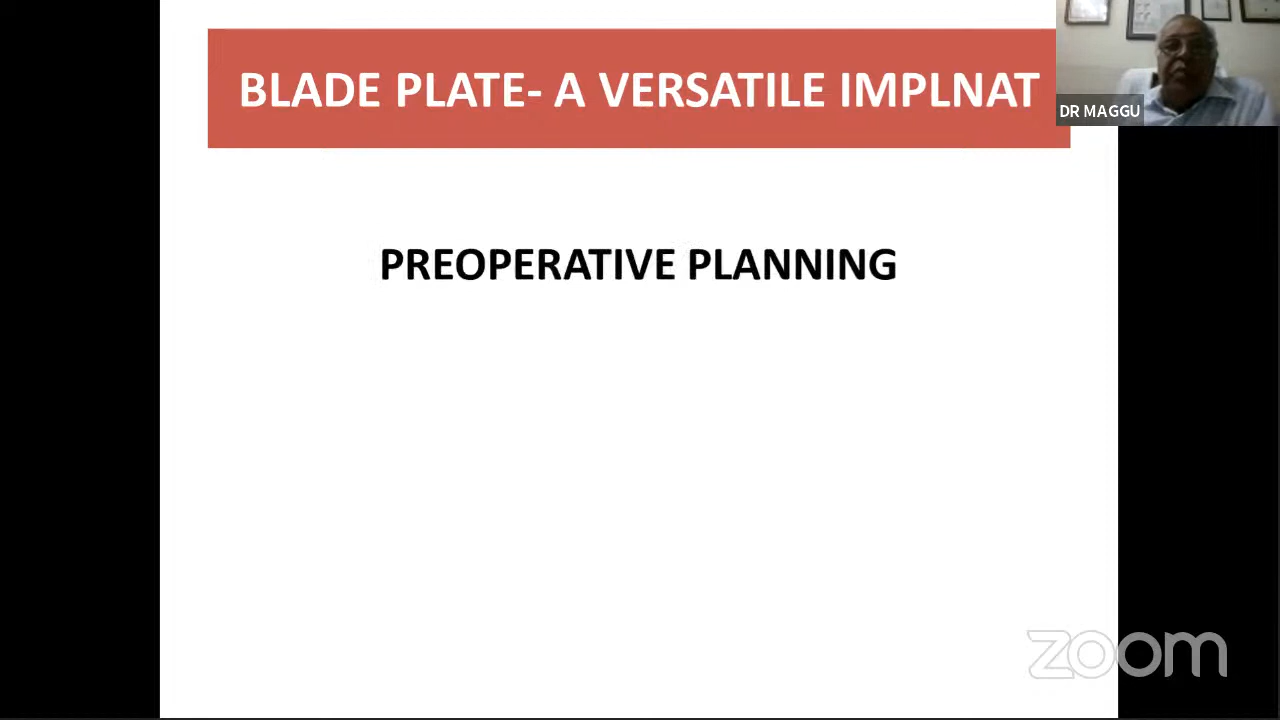 BLADE PLATE- A VERSATILE IMPLNAT
DR MAGGU
PREOPERATIVE PLANNING
zoom